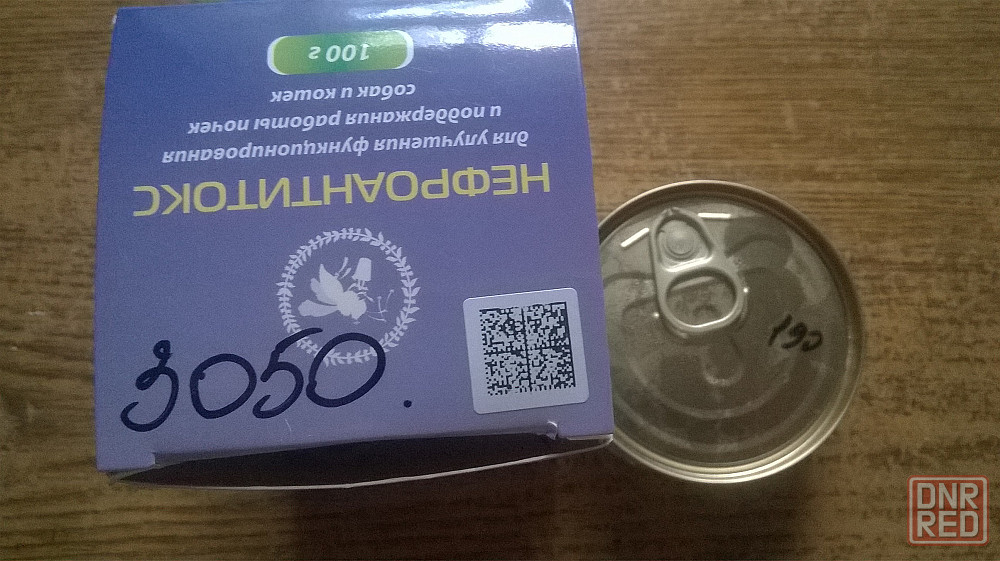 НЕФРОАНТИТОКС
для улучшения функционирования
и поддержания работы почек
собак и кошек
100 г
3050.
190
DNR
RED